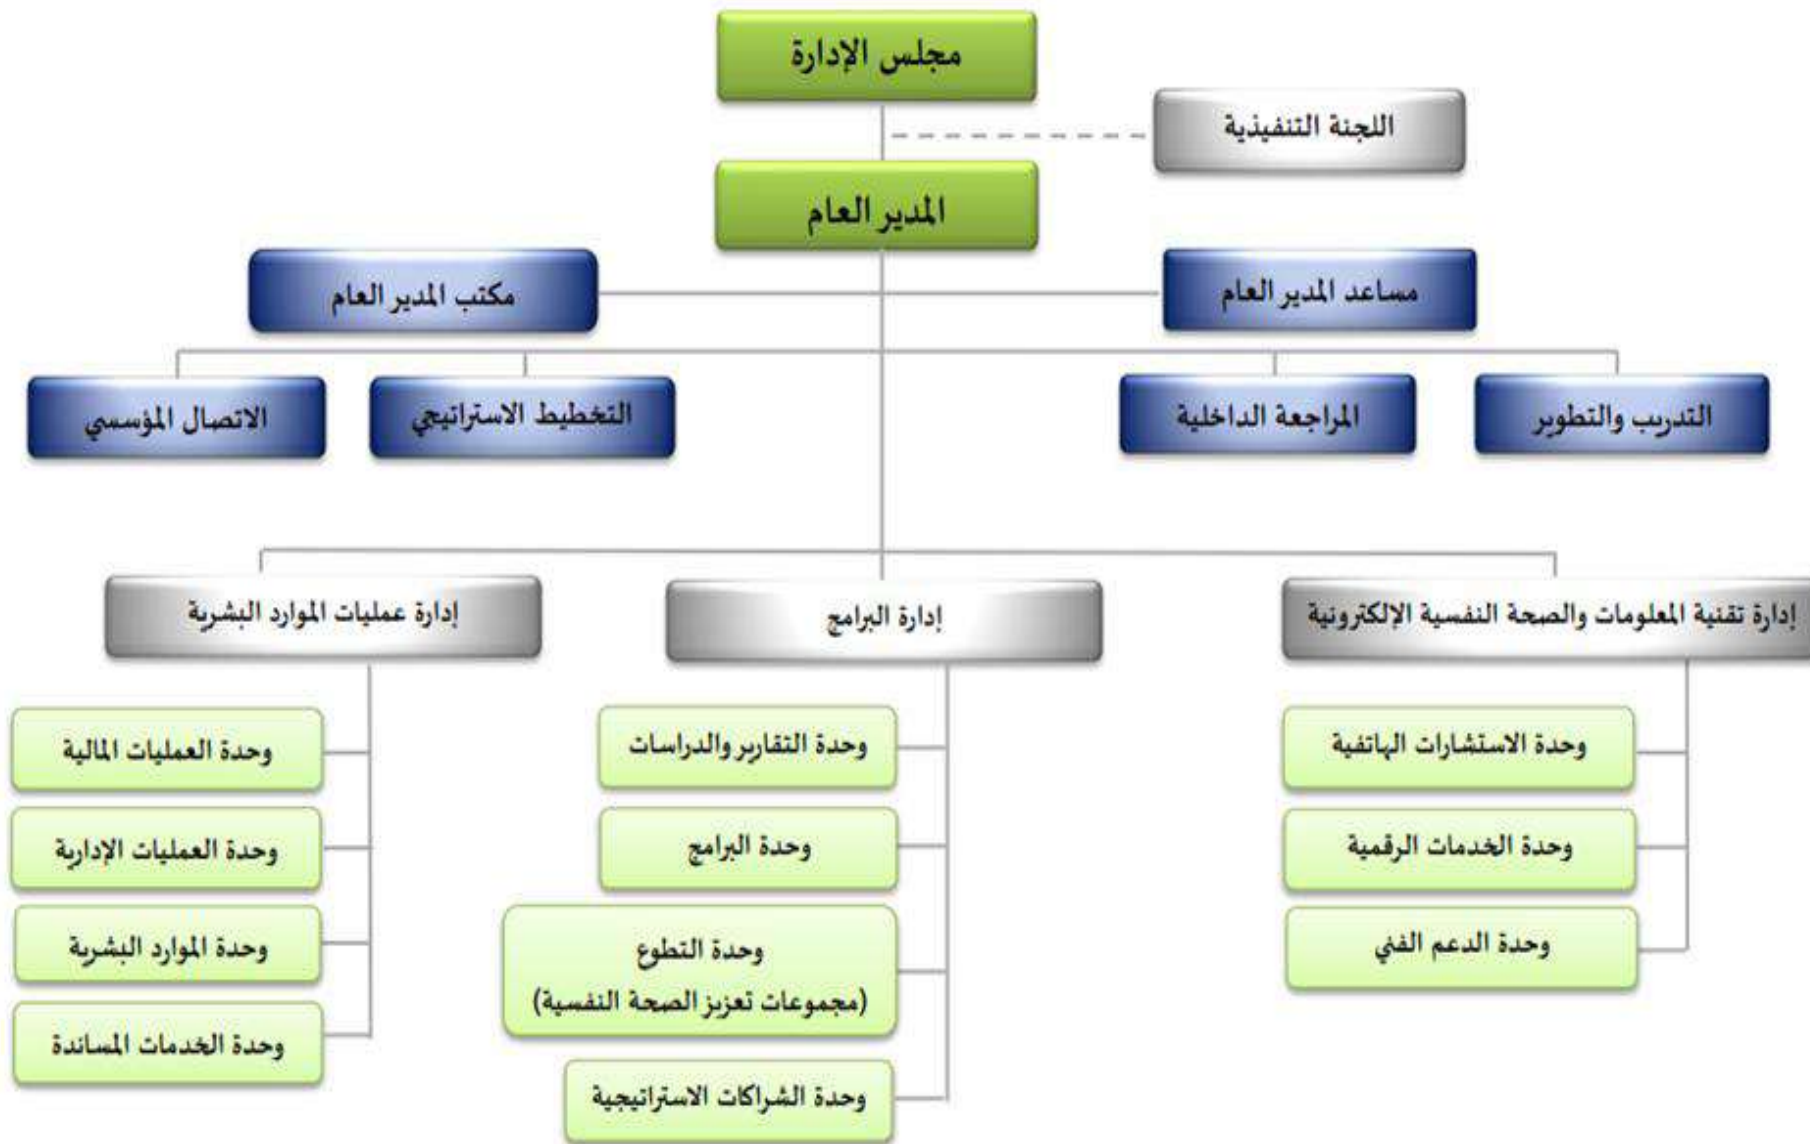 مجلس الإدارة
اللجنة التنفيذية
المدير العام
مساعد المدير العام
مكتب المدير العام
التدريب والتطوير
المراجعة الداخلية
التخطيط الاستراتيجي
الاتصال المؤسسي
إدارة تقنية المعلومات والصحة النفسية الإلكترونية
وحدة الاستشارات الهاتفية
وحدة الخدمات الرقمية
وحدة الدعم الفني
إدارة البرامج
وحدة التقارير والدراسات
وحدة البرامج
وحدة التطوع
(مجموعات تعزيز الصحة النفسية)
وحدة الشراكات الاستراتيجية
إدارة عمليات الموارد البشرية
وحدة العمليات المالية
وحدة العمليات الإدارية
وحدة الموارد البشرية
وحدة الخدمات المساندة